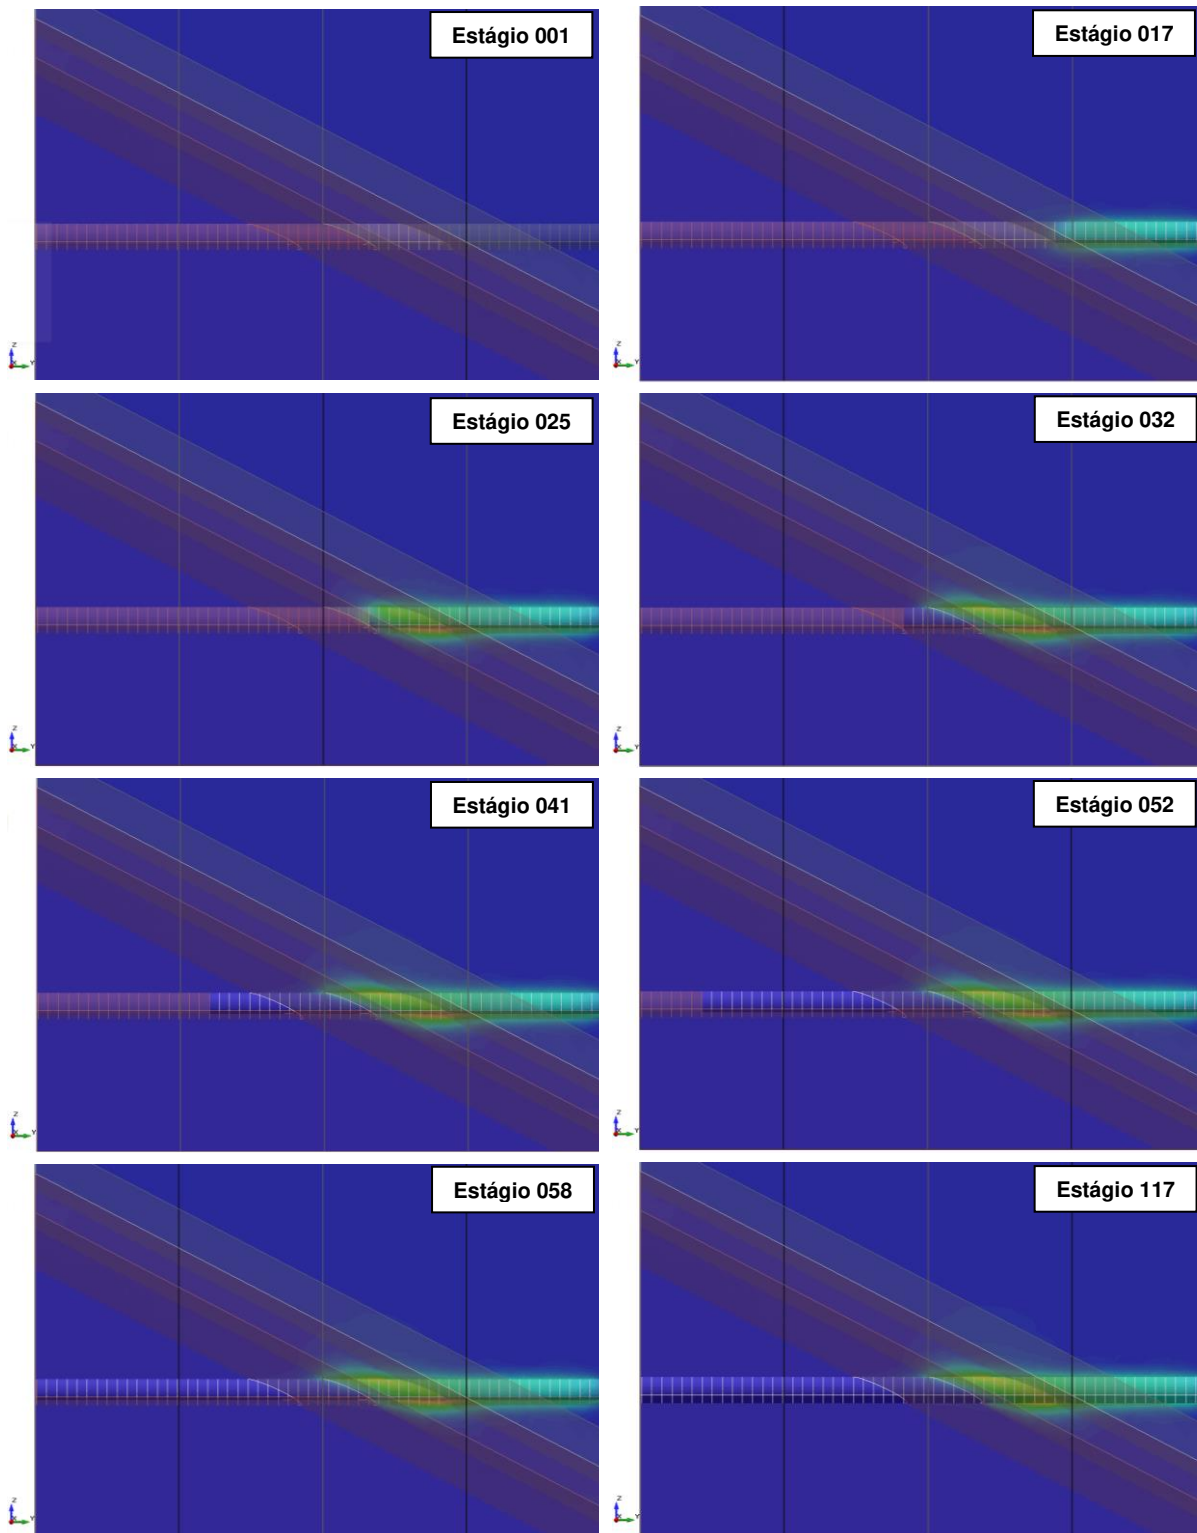 Estágio 001
Estágio 017
Z
X
Y
Z
X
Y
Estágio 025
Estágio 032
Z
X
Y
Z
X
Y
Estágio 041
Estágio 052
Z
X
Y
Z
X
Y
Estágio 058
Estágio 117
Z
X
Y
Z
X
Y